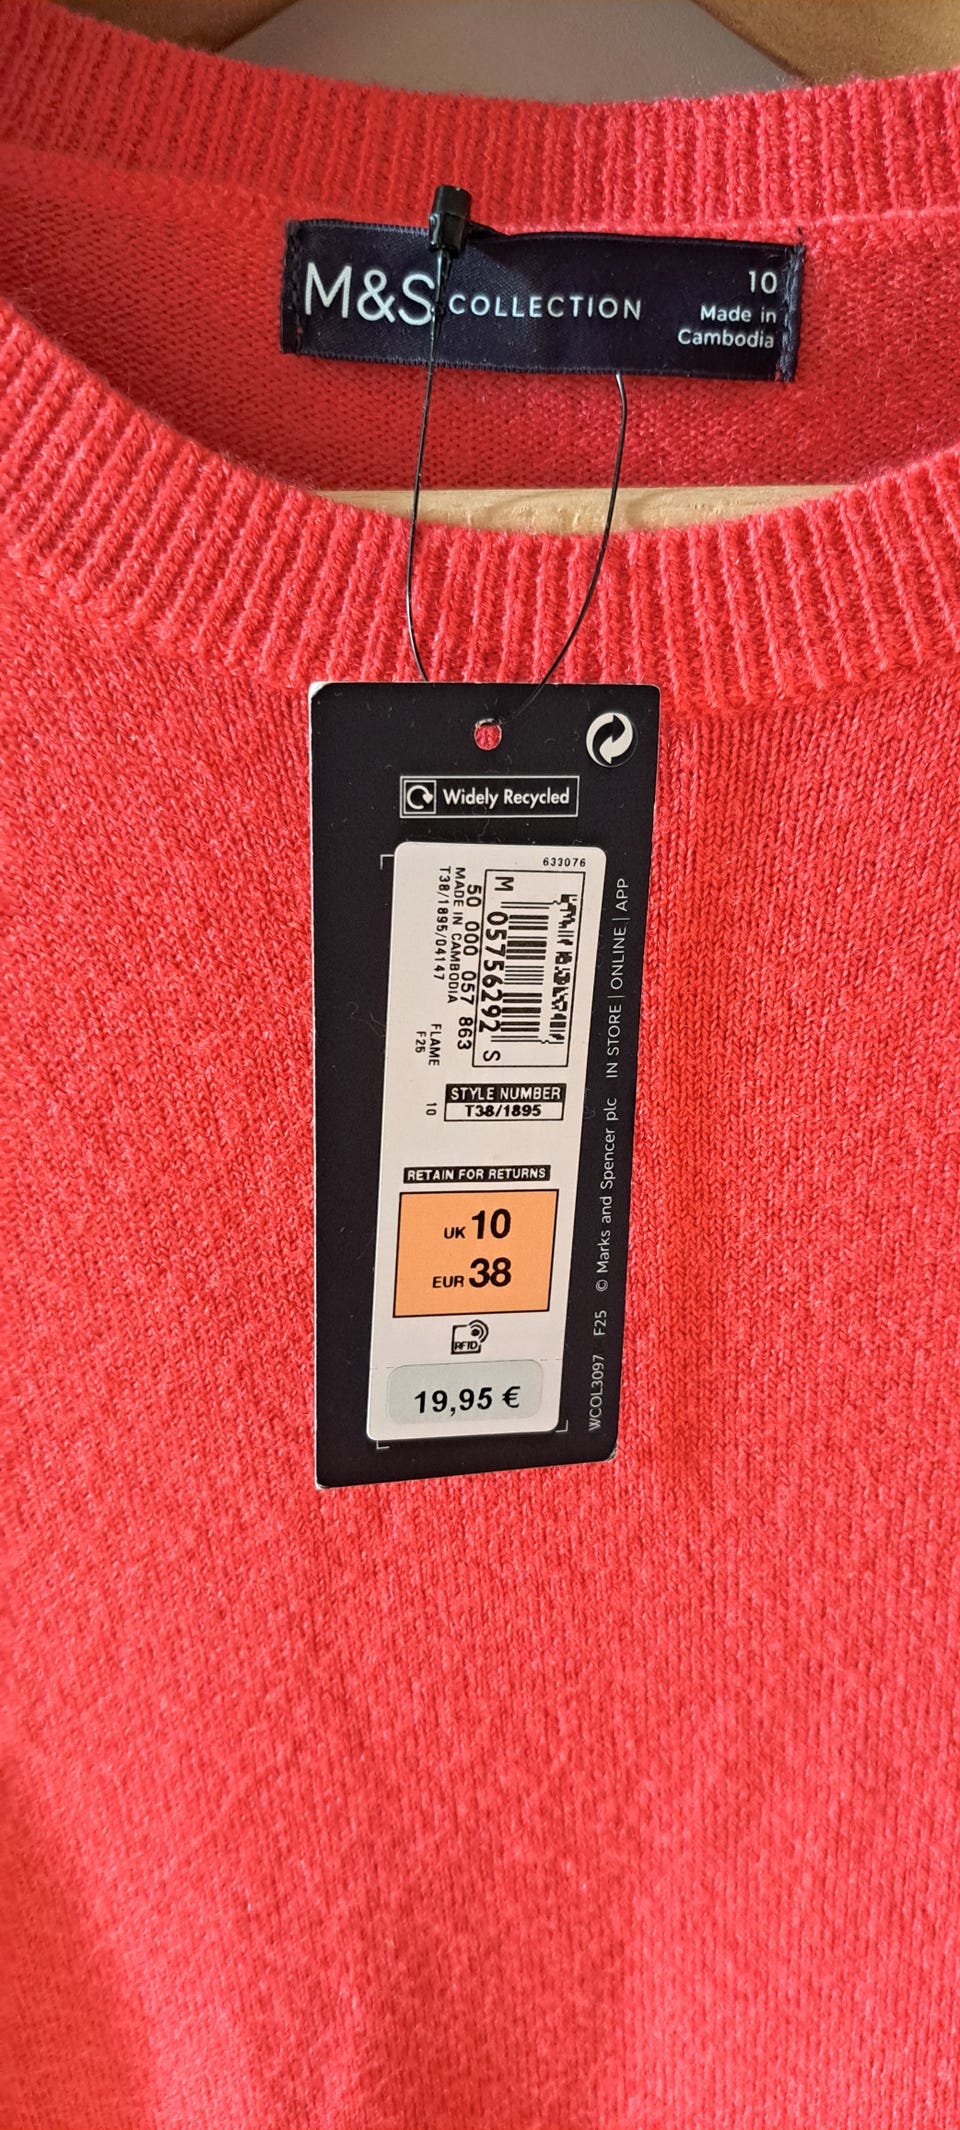 M&S COLLECTION
10
Made in
Cambodia
Widely Recycled
633076
M 05756292 S
50 000 057 863
MADE IN CAMBODIA
T38/1895/04147
FLAME
F25
10
STYLE NUMBER
T38/1895
RETAIN FOR RETURNS
UK 10
EUR 38
RFID
19,95 €
WCOL3097 F25 © Marks and Spencer plc IN STORE | ONLINE | APP